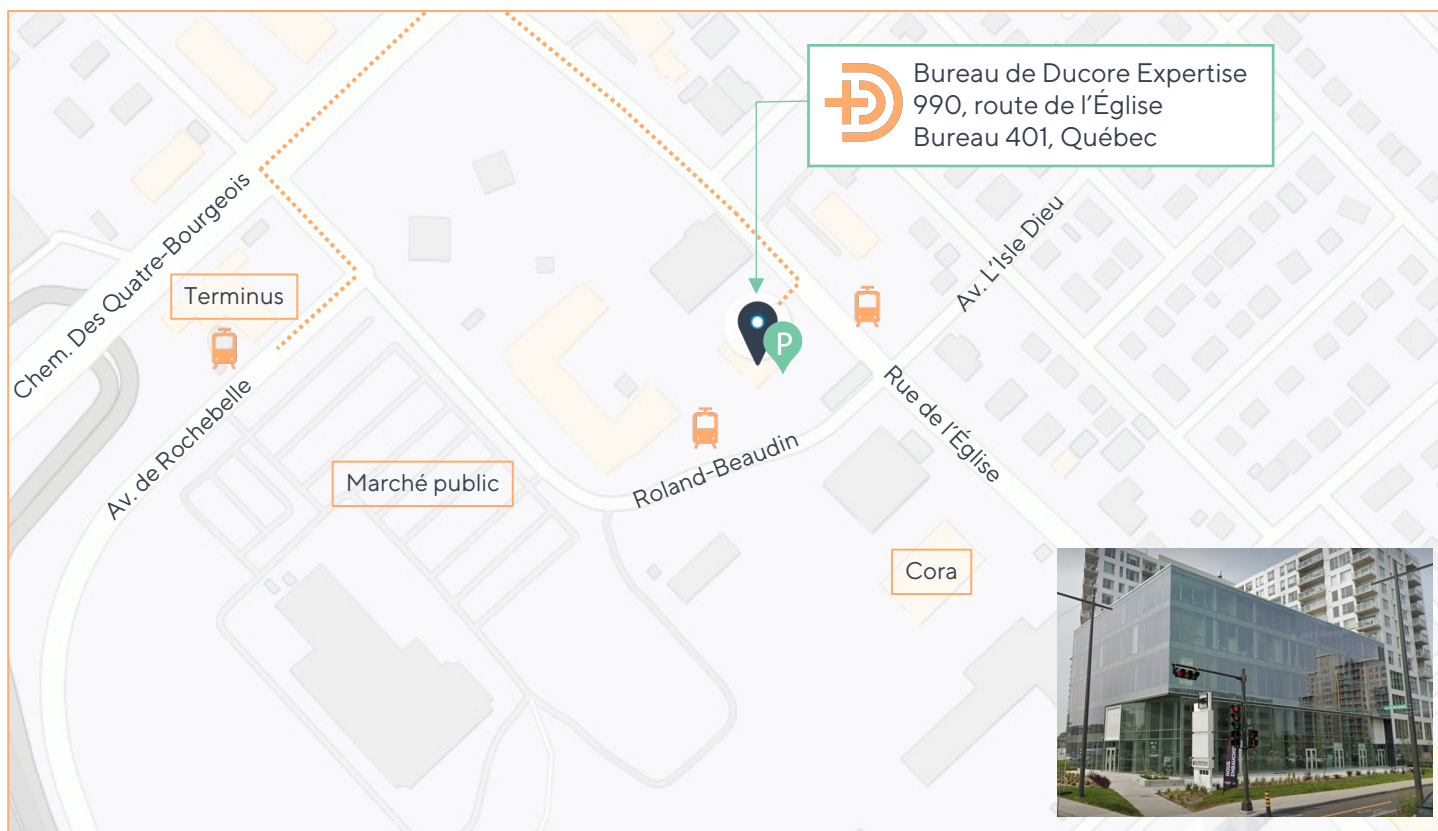 Bureau de Ducore Expertise
990, route de l'Église
Bureau 401, Québec
Chem. Des Quatre-Bourgeois
Av. L'Isle Dieu
Terminus
P
Av. de Rochebelle
Rue de l'Église
Roland-Beaudin
Marché public
Cora